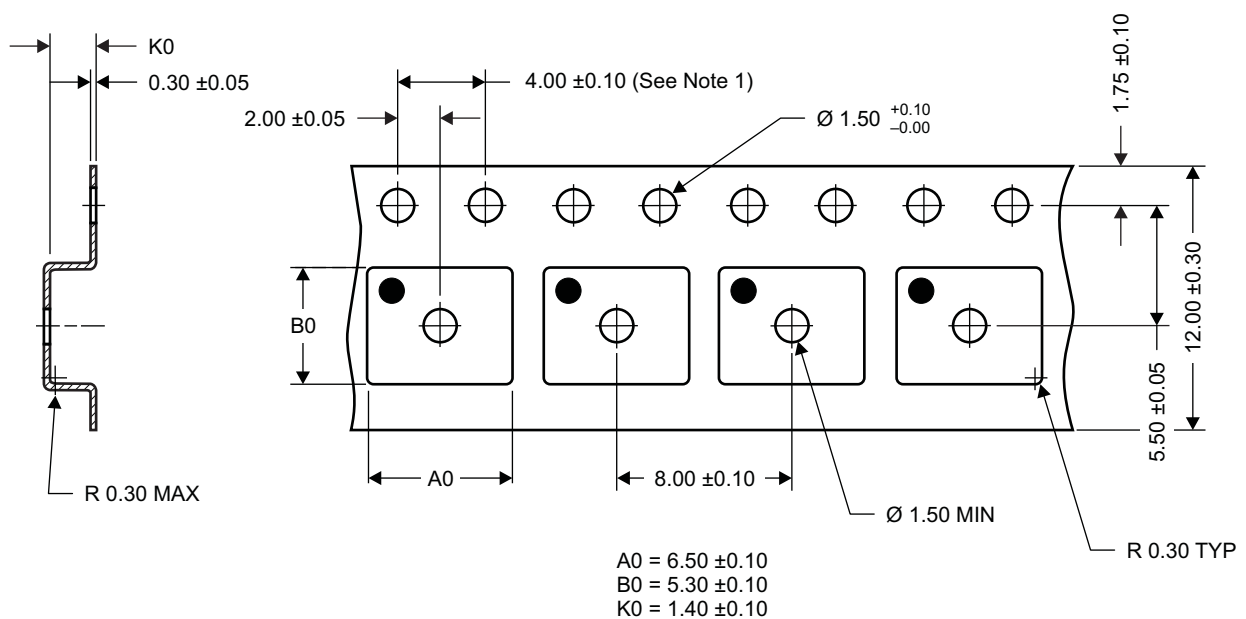 K0
0.30 ±0.05
4.00 ±0.10 (See Note 1)
2.00 ±0.05
Ø 1.50 +0.10
–0.00
1.75 ±0.10
B0
12.00 ±0.30
5.50 ±0.05
R 0.30 MAX
A0
8.00 ±0.10
Ø 1.50 MIN
R 0.30 TYP
A0 = 6.50 ±0.10
B0 = 5.30 ±0.10
K0 = 1.40 ±0.10